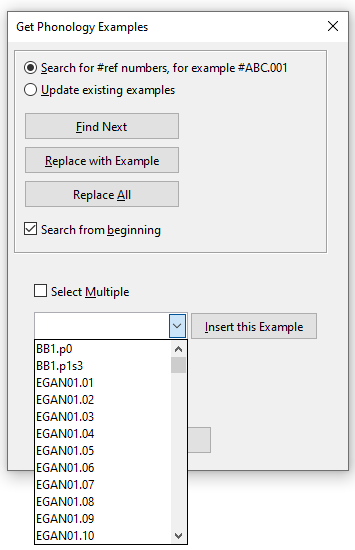 Get Phonology Examples
Search for #ref numbers, for example #ABC.001
Update existing examples
Find Next
Replace with Example
Replace All
Search from beginning
Select Multiple
Insert this Example
BB1.p0
BB1.p1s3
EGAN01.01
EGAN01.02
EGAN01.03
EGAN01.04
EGAN01.05
EGAN01.06
EGAN01.07
EGAN01.08
EGAN01.09
EGAN01.10